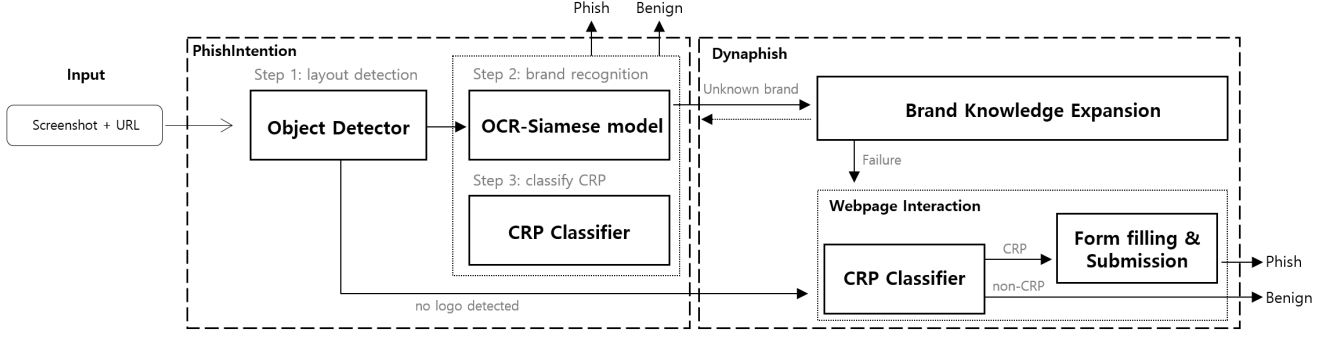 Phish
Benign
PhishIntention
Dynaphish
Input
Step 1: layout detection
Step 2: brand recognition
Unknown brand
Screenshot + URL
Object Detector
OCR-Siamese model
Brand Knowledge Expansion
Failure
Step 3: classify CRP
CRP Classifier
Webpage Interaction
CRP Classifier
CRP
non-CRP
Form filling &
Submission
Phish
Benign
no logo detected